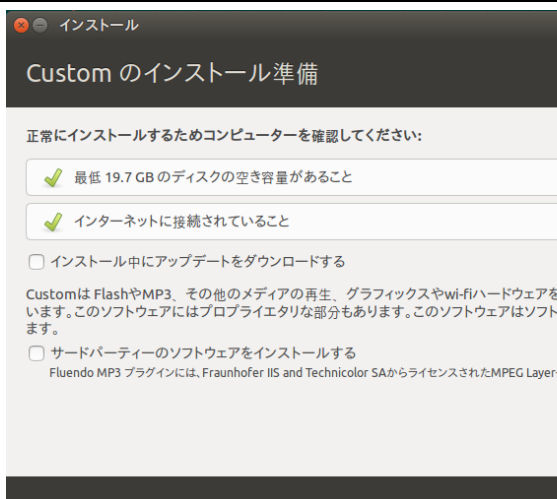 インストール
Custom のインストール準備
正常にインストールするためコンピューターを確認してください:
最低 19.7 GB のディスクの空き容量があること
インターネットに接続されていること
インストール中にアップデートをダウンロードする
Customは FlashやMP3、その他のメディアの再生、グラフィックスやwi-fiハードウェアを
います。このソフトウェアにはプロプライエタリな部分もあります。このソフトウェアはソフト
ます。
サードパーティーのソフトウェアをインストールする
Fluendo MP3 プラグインには、Fraunhofer IIS and Technicolor SAからライセンスされたMPEG Layer-